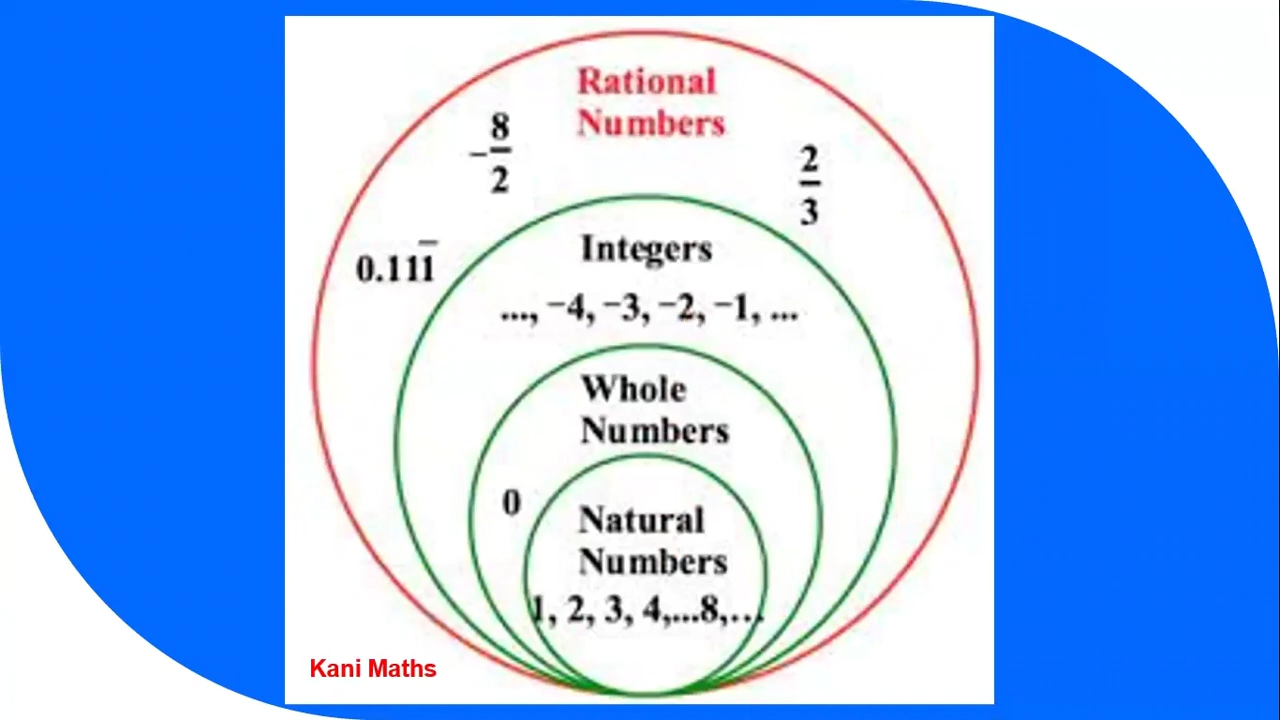 Rational
Numbers
-8/2
2/3
0.111̅
Integers
..., −4, −3, −2, −1, ...
Whole
Numbers
0
Natural
Numbers
1, 2, 3, 4,...8,...
Kani Maths